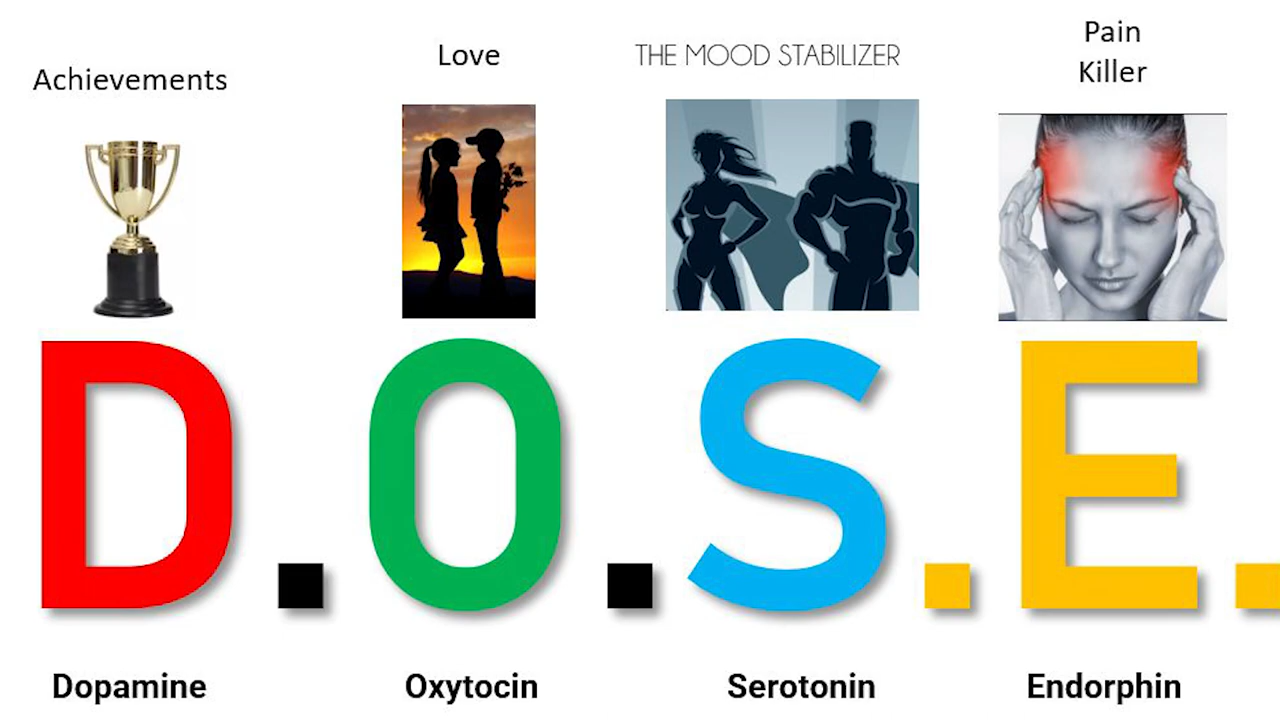 Achievements
Love
THE MOOD STABILIZER
Pain
Killer
D.O.S.E.
Dopamine
Oxytocin
Serotonin
Endorphin